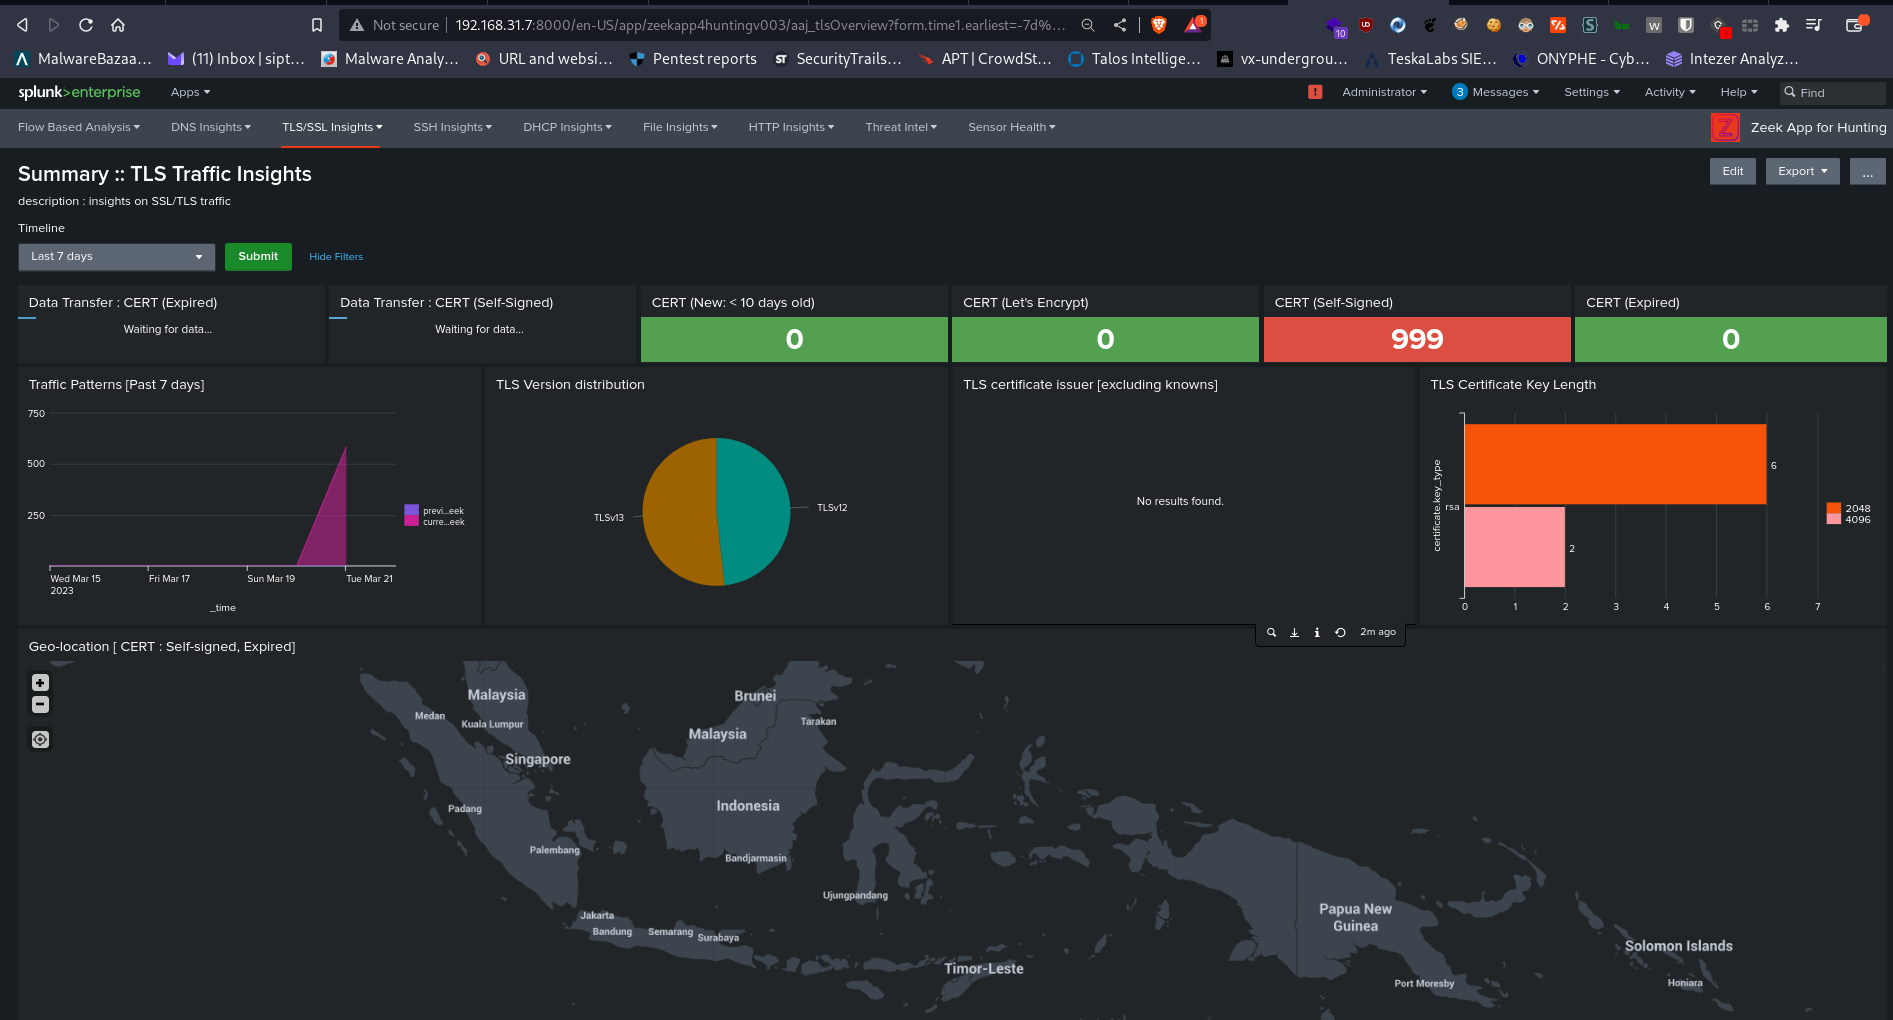 Not secure 192.168.31.7:8000/en-US/app/zeekapp4huntingv003/aaj_tlsOverview?form.time1.earliest=-7d%... 1 10 UD bw W S 1
MalwareBazaa... (11) Inbox | sipt... Malware Analy... URL and websi... Pentest reports ST SecurityTrails... APT | CrowdSt... Talos Intellige... vx-undergrou... TeskaLabs SIE... ONYPHE - Cyb... Intezer Analyz...
splunk>enterprise Apps ! Administrator 3 Messages Settings Activity Help Find
Flow Based Analysis DNS Insights TLS/SSL Insights SSH Insights DHCP Insights File Insights HTTP Insights Threat Intel Sensor Health Z Zeek App for Hunting
Summary :: TLS Traffic Insights Edit Export ...
description : insights on SSL/TLS traffic
Timeline
Last 7 days Submit Hide Filters
Data Transfer : CERT (Expired)
Waiting for data...
Data Transfer : CERT (Self-Signed)
Waiting for data...
CERT (New: < 10 days old)
0
CERT (Let's Encrypt)
0
CERT (Self-Signed)
999
CERT (Expired)
0
Traffic Patterns [Past 7 days]
750
500
250
Wed Mar 15 Fri Mar 17 Sun Mar 19 Tue Mar 21
2023
_time
previ...eek
curre...eek
TLS Version distribution
TLSv13 TLSv12
TLS certificate issuer [excluding knowns]
No results found.
2m ago
TLS Certificate Key Length
certificate.key_type
rsa
6
2
2048
4096
0 1 2 3 4 5 6 7
Geo-location [ CERT : Self-signed, Expired]
+
-
Malaysia
Brunei
Medan
Kuala Lumpur
Tarakan
Malaysia
Singapore
Padang
Indonesia
Palembang
Bandjarmasin
Ujungpandang
Jakarta
Bandung
Semarang
Surabaya
Papua New
Guinea
Solomon Islands
Timor-Leste
Port Moresby
Honiara